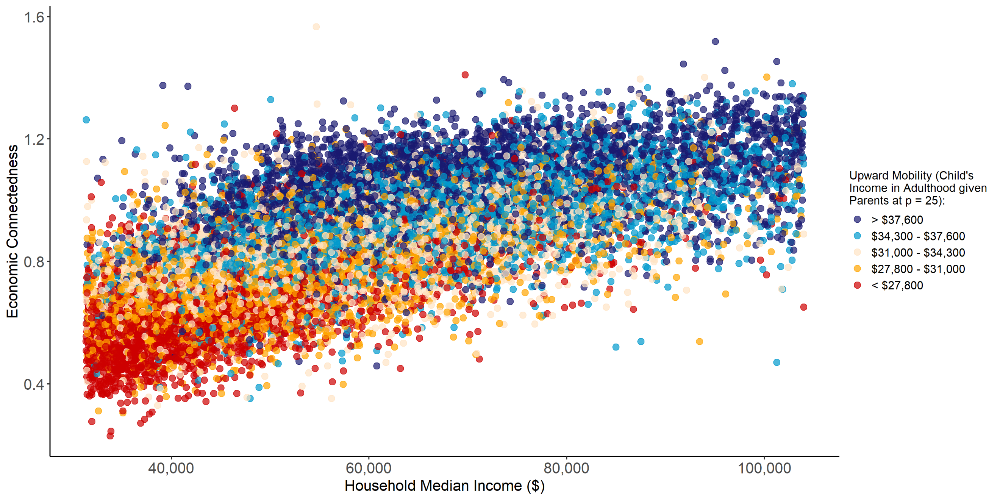 1.6
1.2
0.8
0.4
Economic Connectedness
40,000
60,000
80,000
100,000
Household Median Income ($)
Upward Mobility (Child's
Income in Adulthood given
Parents at p = 25):
> $37,600
$34,300 - $37,600
$31,000 - $34,300
$27,800 - $31,000
< $27,800